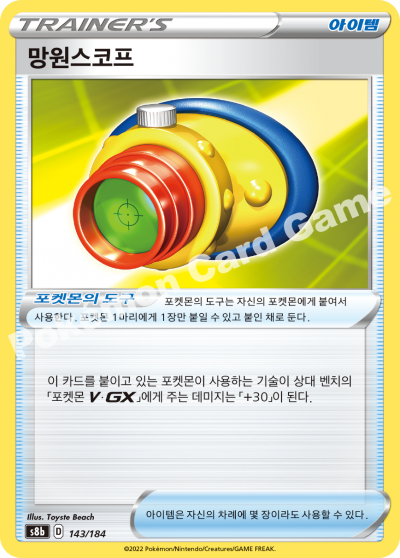 TRAINER'S
아이템
망원스코프
포켓몬의 도구 포켓몬의 도구는 자신의 포켓몬에게 붙여서
사용한다. 포켓몬 1마리에게 1장만 붙일 수 있고 붙인 채로 둔다.
이 카드를 붙이고 있는 포켓몬이 사용하는 기술이 상대 벤치의
「포켓몬 V·GX」에게 주는 데미지는 「+30」이 된다.
Pokémon Card Game
Illus. Toyste Beach
s8b D 143/184
아이템은 자신의 차례에 몇 장이라도 사용할 수 있다.
©2022 Pokémon/Nintendo/Creatures/GAME FREAK.